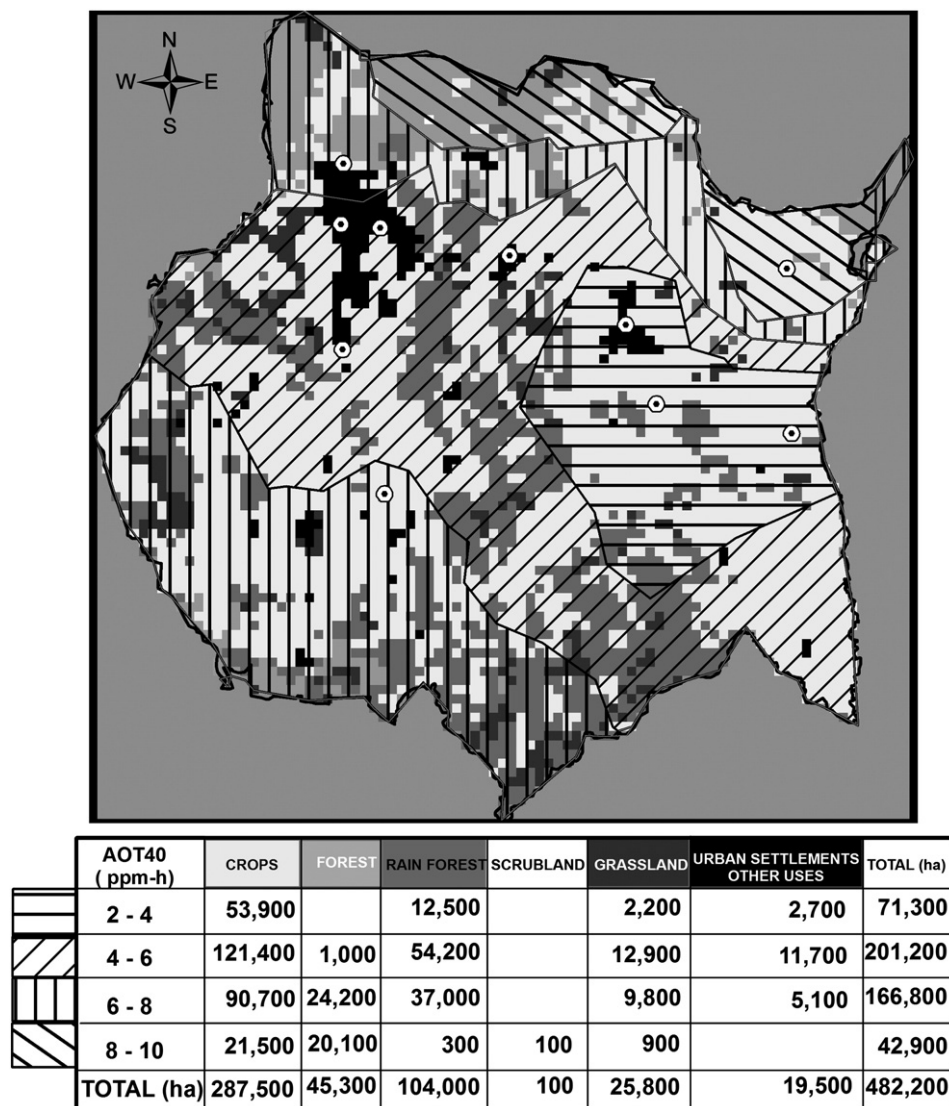 N
W E
S
AOT40 ( ppm-h) CROPS FOREST RAIN FOREST SCRUBLAND GRASSLAND URBAN SETTLEMENTS OTHER USES TOTAL (ha)
2 - 4 53,900 12,500 2,200 2,700 71,300
4 - 6 121,400 1,000 54,200 12,900 11,700 201,200
6 - 8 90,700 24,200 37,000 9,800 5,100 166,800
8 - 10 21,500 20,100 300 100 900 42,900
TOTAL (ha) 287,500 45,300 104,000 100 25,800 19,500 482,200